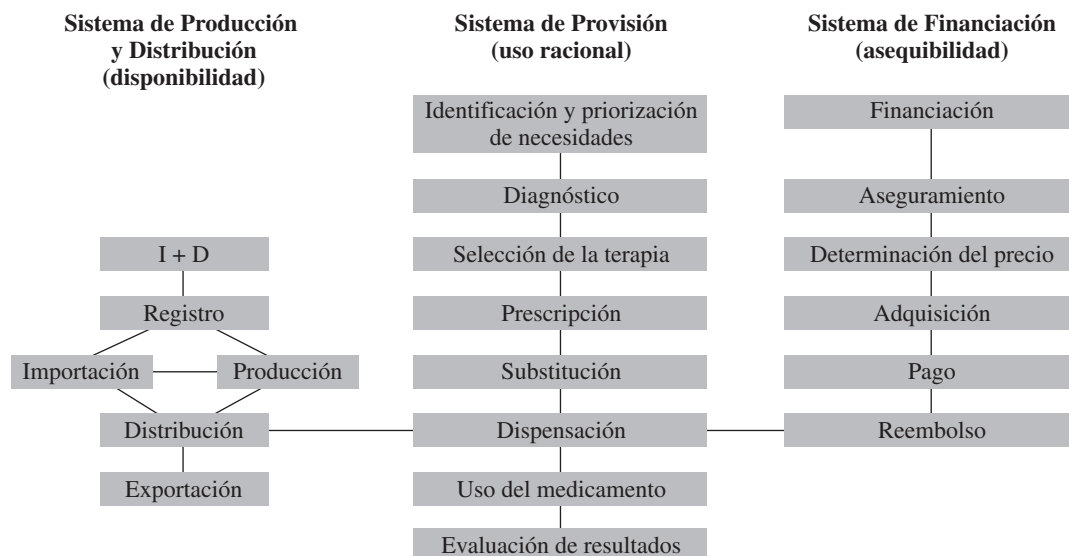 Sistema de Producción
y Distribución
(disponibilidad)
I + D
Registro
Importación
Producción
Distribución
Exportación
Sistema de Provisión
(uso racional)
Identificación y priorización
de necesidades
Diagnóstico
Selección de la terapia
Prescripción
Substitución
Dispensación
Uso del medicamento
Evaluación de resultados
Sistema de Financiación
(asequibilidad)
Financiación
Aseguramiento
Determinación del precio
Adquisición
Pago
Reembolso